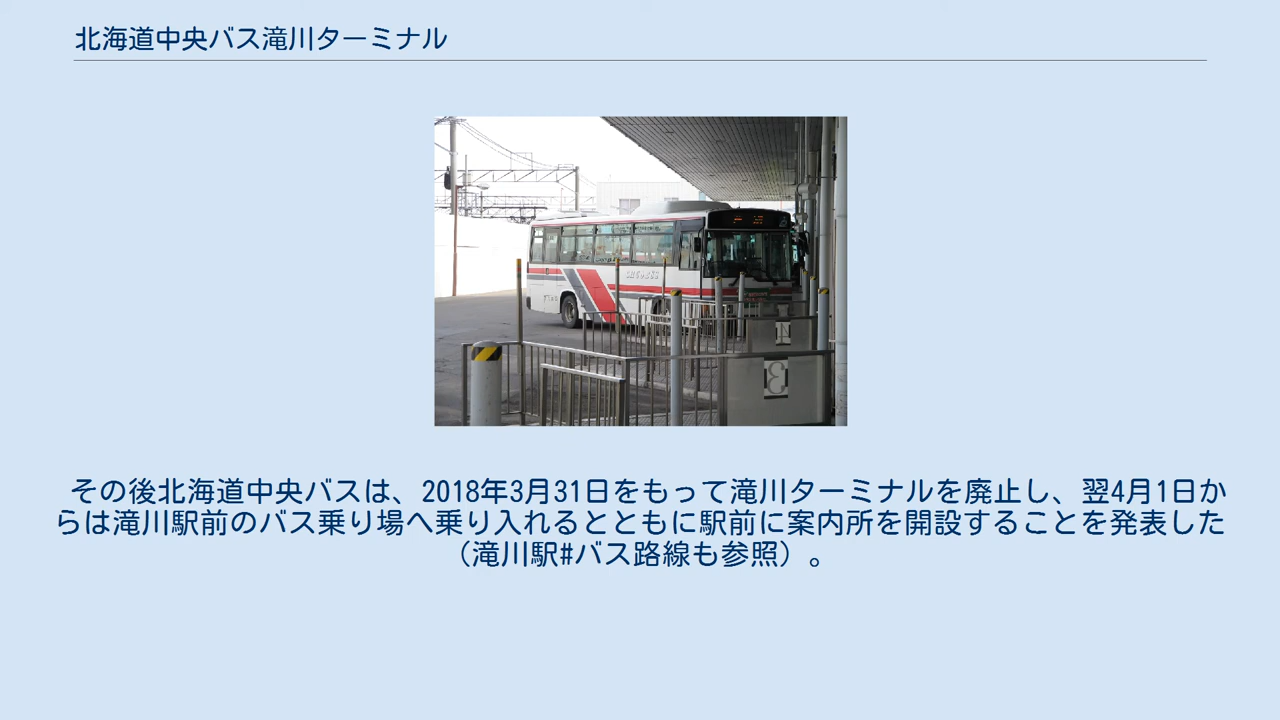 北海道中央バス滝川ターミナル
その後北海道中央バスは、2018年3月31日をもって滝川ターミナルを廃止し、翌4月1日か
らは滝川駅前のバス乗り場へ乗り入れるとともに駅前に案内所を開設することを発表した
（滝川駅#バス路線も参照）。